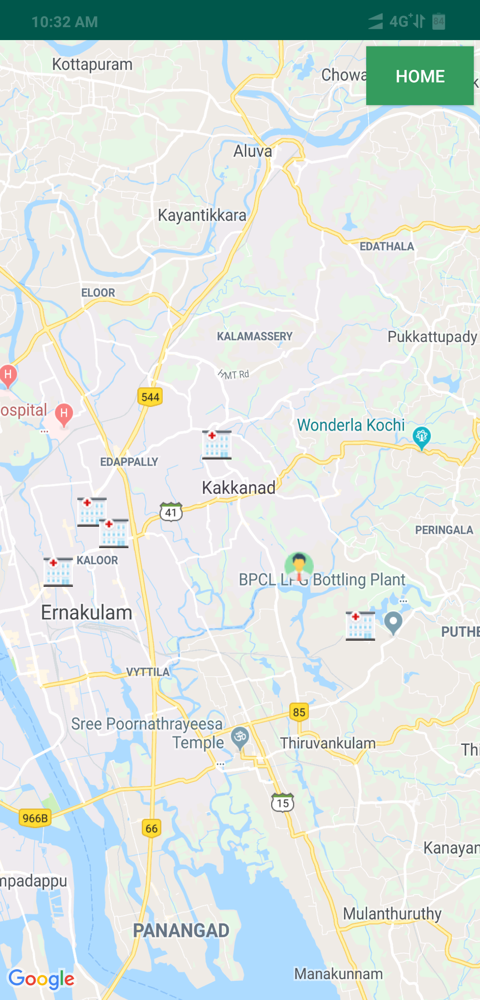 10:32 AM
4G+
84
Kottapuram
Chowa
HOME
k
Aluva
Kayantikkara
EDATHALA
ELOOR
KALAMASSERY
Pukkattupady
HMT Rd
H
544
ospital
H
Wonderla Kochi
EDAPPALLY
Kakkanad
41
PERINGALA
KALOOR
BPCL LPG Bottling Plant
Ernakulam
PUTHE
VYTTILA
85
Sree Poornathrayeesa
Temple
ॐ
Thiruvankulam
Thi
15
966B
66
Kanayan
mpadappu
Mulanthuruthy
PANANGAD
Manakunnam
Google